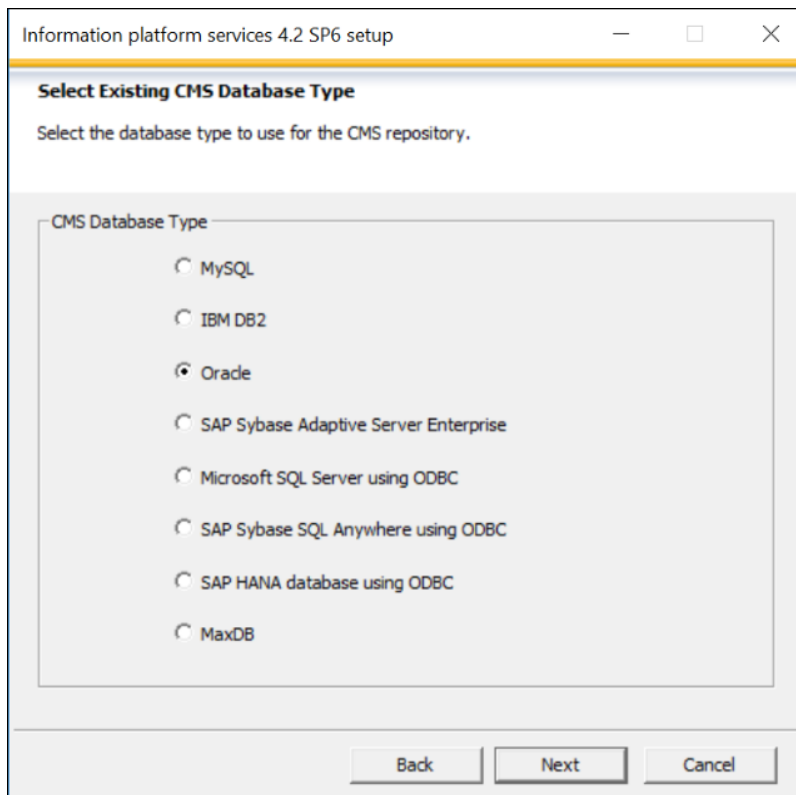 Information platform services 4.2 SP6 setup
Select Existing CMS Database Type
Select the database type to use for the CMS repository.
CMS Database Type
MySQL
IBM DB2
Oracle
SAP Sybase Adaptive Server Enterprise
Microsoft SQL Server using ODBC
SAP Sybase SQL Anywhere using ODBC
SAP HANA database using ODBC
MaxDB
Back Next Cancel